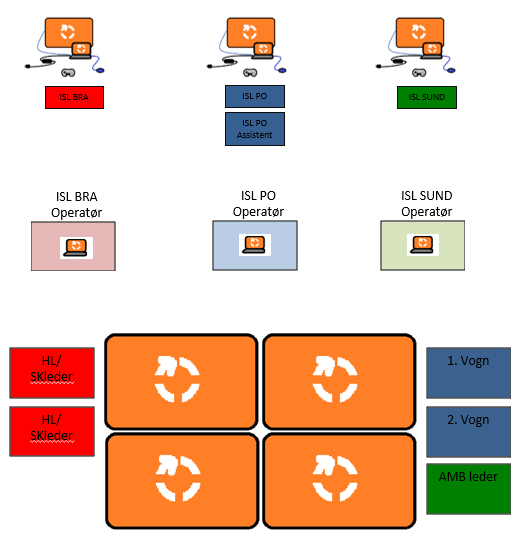 ISL BRA
ISL PO
ISL SUND
ISL PO
Assistent
ISL BRA
Operatør
ISL PO
Operatør
ISL SUND
Operatør
HL/
SKleder
1. Vogn
HL/
SKleder
2. Vogn
AMB leder